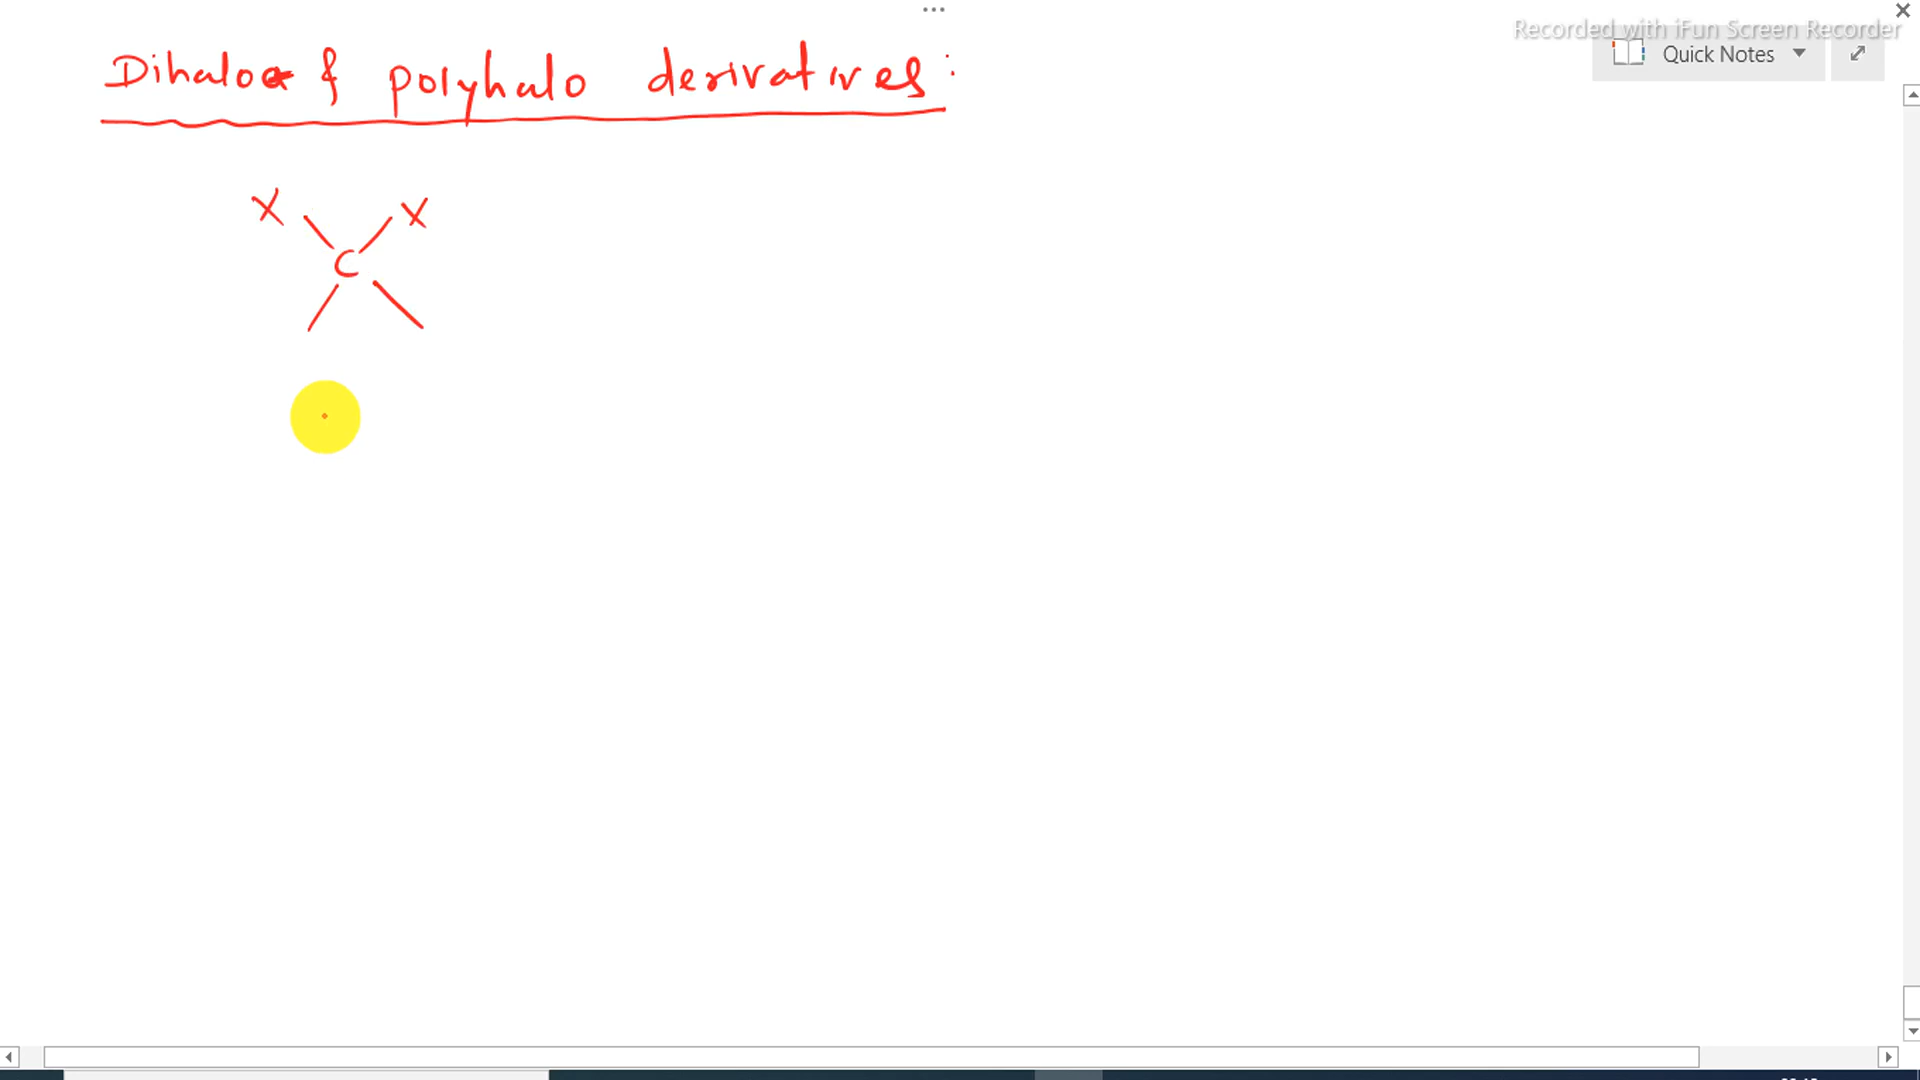 ...
Recorded with iFun Screen Recorder
Quick Notes
Dihalo & polyhalo derivatives :
X X
C